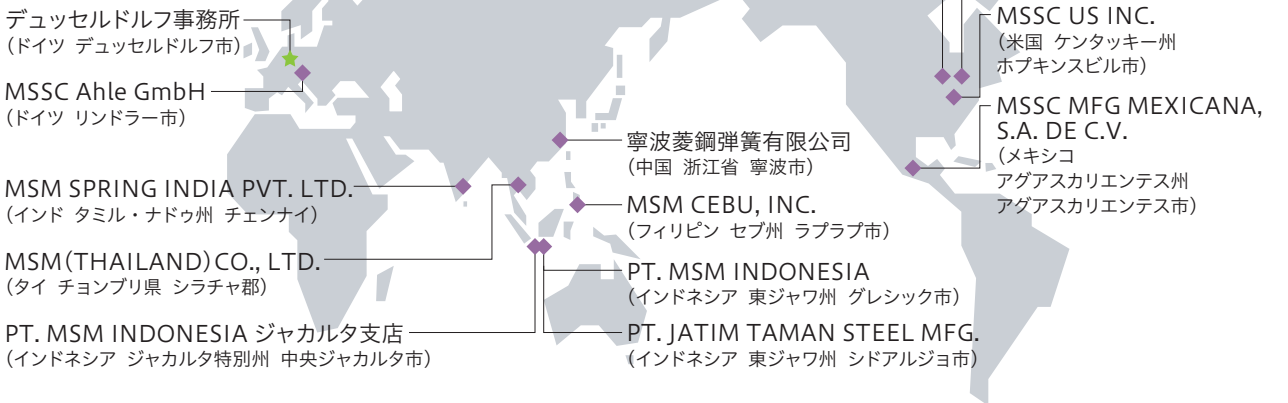 デュッセルドルフ事務所
（ドイツ デュッセルドルフ市）
MSSC Ahle GmbH
（ドイツ リンドラー市）
MSM SPRING INDIA PVT. LTD.
（インド タミル・ナドゥ州 チェンナイ）
MSM（THAILAND）CO., LTD.
（タイ チョンブリ県 シラチャ郡）
PT. MSM INDONESIA ジャカルタ支店
（インドネシア ジャカルタ特別州 中央ジャカルタ市）
寧波菱鋼弾簧有限公司
（中国 浙江省 寧波市）
MSM CEBU, INC.
（フィリピン セブ州 ラプラプ市）
PT. MSM INDONESIA
（インドネシア 東ジャワ州 グレシック市）
PT. JATIM TAMAN STEEL MFG.
（インドネシア 東ジャワ州 シドアルジョ市）
MSSC US INC.
（米国 ケンタッキー州
ホプキンスビル市）
MSSC MFG MEXICANA,
S.A. DE C.V.
（メキシコ
アグアスカリエンテス州
アグアスカリエンテス市）